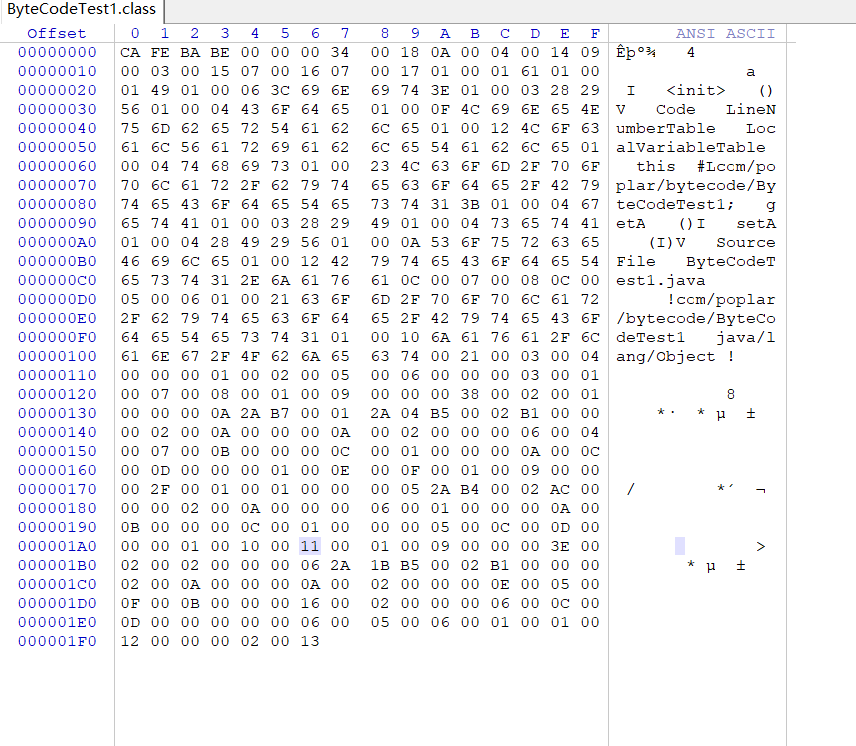 ByteCodeTest1.class
Offset 0 1 2 3 4 5 6 7 8 9 A B C D E F ANSI ASCII
00000000 CA FE BA BE 00 00 00 34 00 18 0A 00 04 00 14 09 Êþº¾ 4
00000010 00 03 00 15 07 00 16 07 00 17 01 00 01 61 01 00 a
00000020 01 49 01 00 06 3C 69 6E 69 74 3E 01 00 03 28 29 I <init> ()
00000030 56 01 00 04 43 6F 64 65 01 00 0F 4C 69 6E 65 4E V Code LineN
00000040 75 6D 62 65 72 54 61 62 6C 65 01 00 12 4C 6F 63 umberTable Loc
00000050 61 6C 56 61 72 69 61 62 6C 65 54 61 62 6C 65 01 alVariableTable
00000060 00 04 74 68 69 73 01 00 23 4C 63 6F 6D 2F 70 6F this #Lccm/po
00000070 70 6C 61 72 2F 62 79 74 65 63 6F 64 65 2F 42 79 plar/bytecode/By
00000080 74 65 43 6F 64 65 54 65 73 74 31 3B 01 00 04 67 teCodeTest1; g
00000090 65 74 41 01 00 03 28 29 49 01 00 04 73 65 74 41 etA ()I setA
000000A0 01 00 04 28 49 29 56 01 00 0A 53 6F 75 72 63 65 (I)V Source
000000B0 46 69 6C 65 01 00 12 42 79 74 65 43 6F 64 65 54 File ByteCodeT
000000C0 65 73 74 31 2E 6A 61 76 61 0C 00 07 00 08 0C 00 est1.java
000000D0 05 00 06 01 00 21 63 6F 6D 2F 70 6F 70 6C 61 72 !ccm/poplar
000000E0 2F 62 79 74 65 63 6F 64 65 2F 42 79 74 65 43 6F /bytecode/ByteCo
000000F0 64 65 54 65 73 74 31 01 00 10 6A 61 76 61 2F 6C deTest1 java/l
00000100 61 6E 67 2F 4F 62 6A 65 63 74 00 21 00 03 00 04 ang/Object !
00000110 00 00 00 01 00 02 00 05 00 06 00 00 00 03 00 01
00000120 00 07 00 08 00 01 00 09 00 00 00 38 00 02 00 01 8
00000130 00 00 00 0A 2A B7 00 01 2A 04 B5 00 02 B1 00 00 *· * µ ±
00000140 00 02 00 0A 00 00 00 0A 00 02 00 00 00 06 00 04
00000150 00 07 00 0B 00 00 00 0C 00 01 00 00 00 0A 00 0C
00000160 00 0D 00 00 00 01 00 0E 00 0F 00 01 00 09 00 00
00000170 00 2F 00 01 00 01 00 00 00 05 2A B4 00 02 AC 00 / *´ ¬
00000180 00 00 02 00 0A 00 00 00 06 00 01 00 00 00 0A 00
00000190 0B 00 00 00 0C 00 01 00 00 00 05 00 0C 00 0D 00
000001A0 00 00 01 00 10 00 11 00 01 00 09 00 00 00 3E 00 >
000001B0 02 00 02 00 00 00 06 2A 1B B5 00 02 B1 00 00 00 * µ ±
000001C0 02 00 0A 00 00 00 0A 00 02 00 00 00 0E 00 05 00
000001D0 0F 00 0B 00 00 00 16 00 02 00 00 00 06 00 0C 00
000001E0 0D 00 00 00 00 00 06 00 05 00 06 00 01 00 01 00
000001F0 12 00 00 00 02 00 13